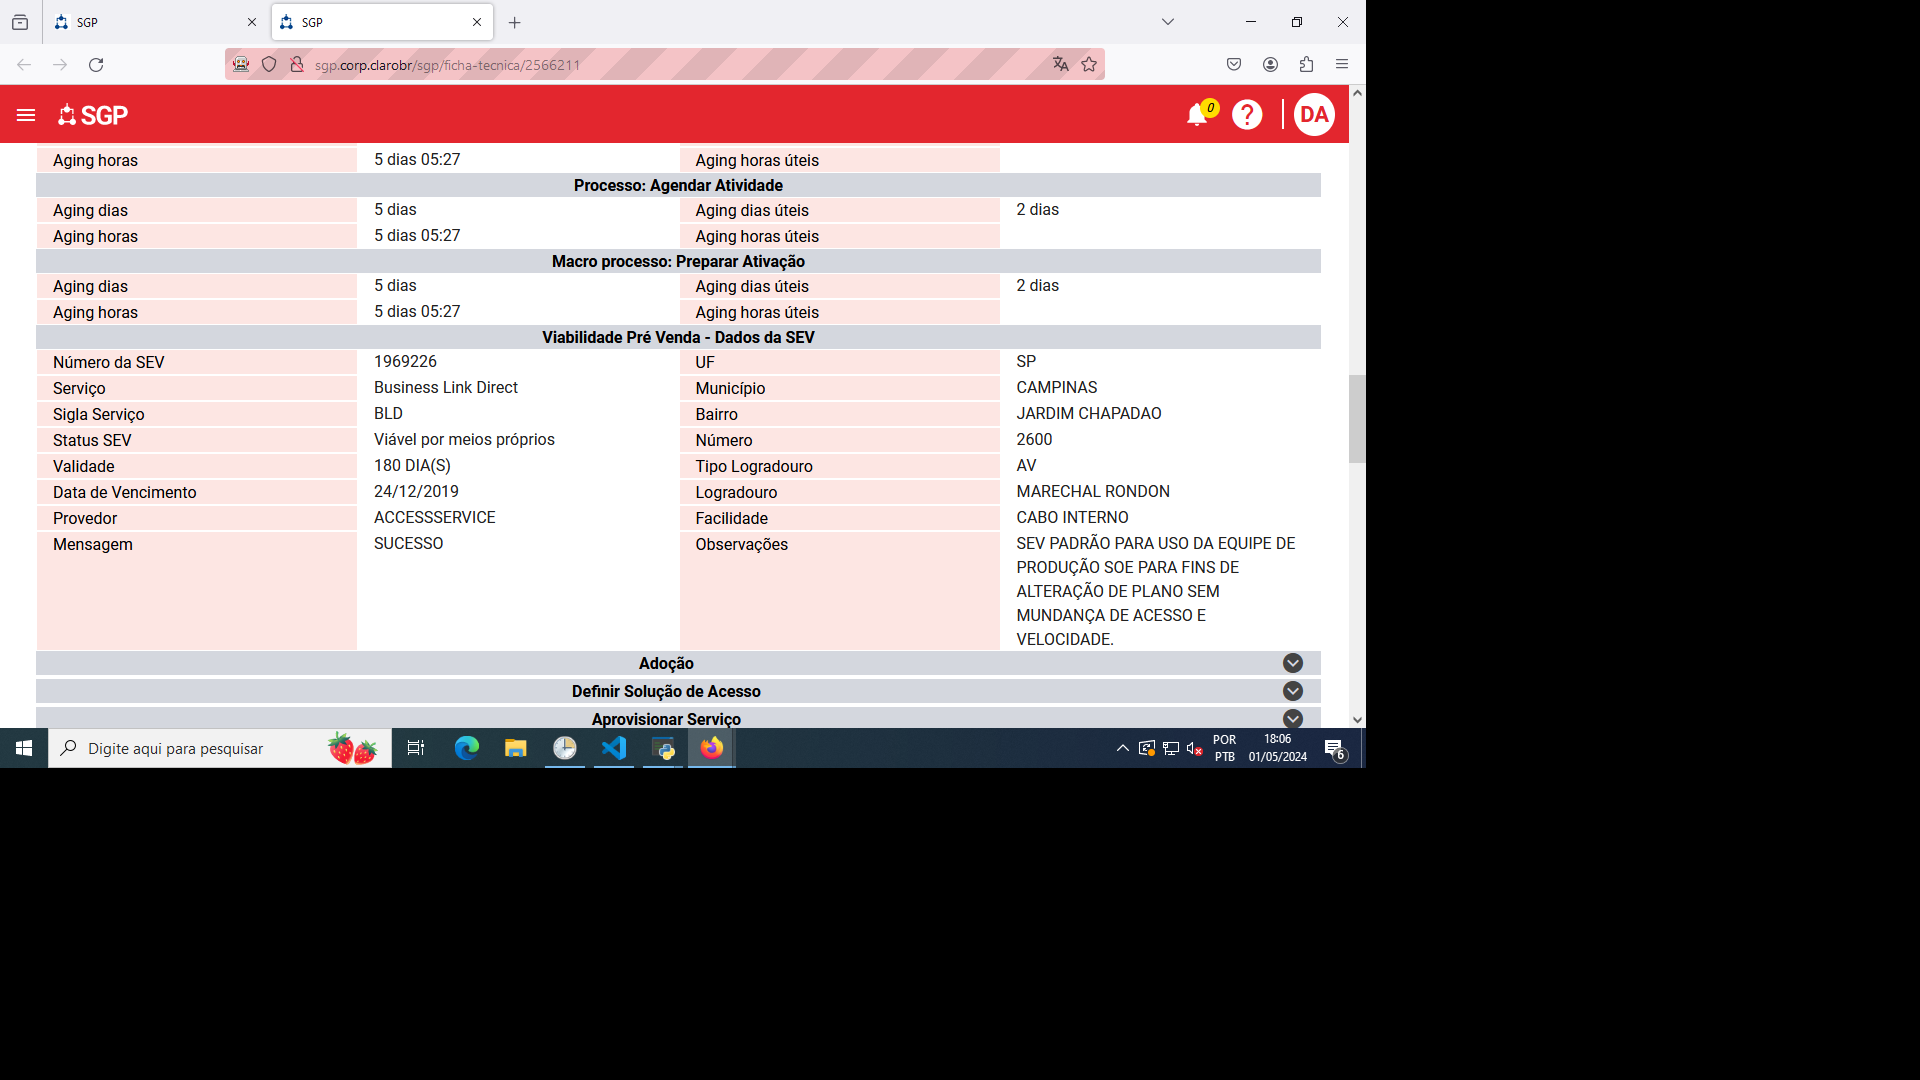 SGP
SGP
sgp.corp.clarobr/sgp/ficha-tecnica/2566211
SGP
0
?
DA
Aging horas 5 dias 05:27 Aging horas úteis
Processo: Agendar Atividade
Aging dias 5 dias Aging dias úteis 2 dias
Aging horas 5 dias 05:27 Aging horas úteis
Macro processo: Preparar Ativação
Aging dias 5 dias Aging dias úteis 2 dias
Aging horas 5 dias 05:27 Aging horas úteis
Viabilidade Pré Venda - Dados da SEV
Número da SEV 1969226 UF SP
Serviço Business Link Direct Município CAMPINAS
Sigla Serviço BLD Bairro JARDIM CHAPADAO
Status SEV Viável por meios próprios Número 2600
Validade 180 DIA(S) Tipo Logradouro AV
Data de Vencimento 24/12/2019 Logradouro MARECHAL RONDON
Provedor ACCESSSERVICE Facilidade CABO INTERNO
Mensagem SUCESSO Observações SEV PADRÃO PARA USO DA EQUIPE DE
PRODUÇÃO SOE PARA FINS DE
ALTERAÇÃO DE PLANO SEM
MUNDANÇA DE ACESSO E
VELOCIDADE.
Adoção
Definir Solução de Acesso
Aprovisionar Serviço
Digite aqui para pesquisar
POR
PTB
18:06
01/05/2024
6